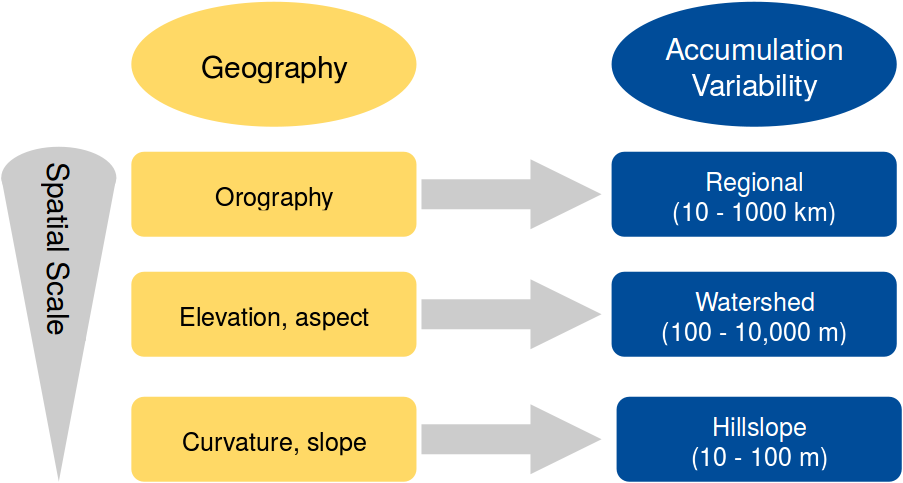 Geography
Accumulation
Variability
Spatial Scale
Orography
Regional
(10 - 1000 km)
Elevation, aspect
Watershed
(100 - 10,000 m)
Curvature, slope
Hillslope
(10 - 100 m)